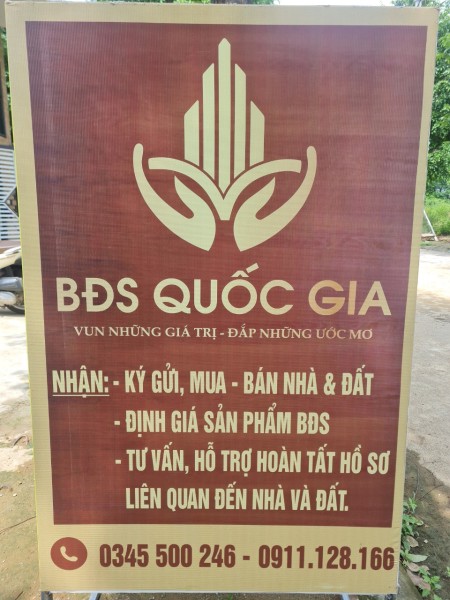 BĐS QUỐC GIA
VUN NHỮNG GIÁ TRỊ - ĐẮP NHỮNG ƯỚC MƠ
NHẬN: - KÝ GỬI, MUA - BÁN NHÀ & ĐẤT
- ĐỊNH GIÁ SẢN PHẨM BĐS
- TƯ VẤN, HỖ TRỢ HOÀN TẤT HỒ SƠ
LIÊN QUAN ĐẾN NHÀ VÀ ĐẤT.
0345 500 246 - 0911.128.166